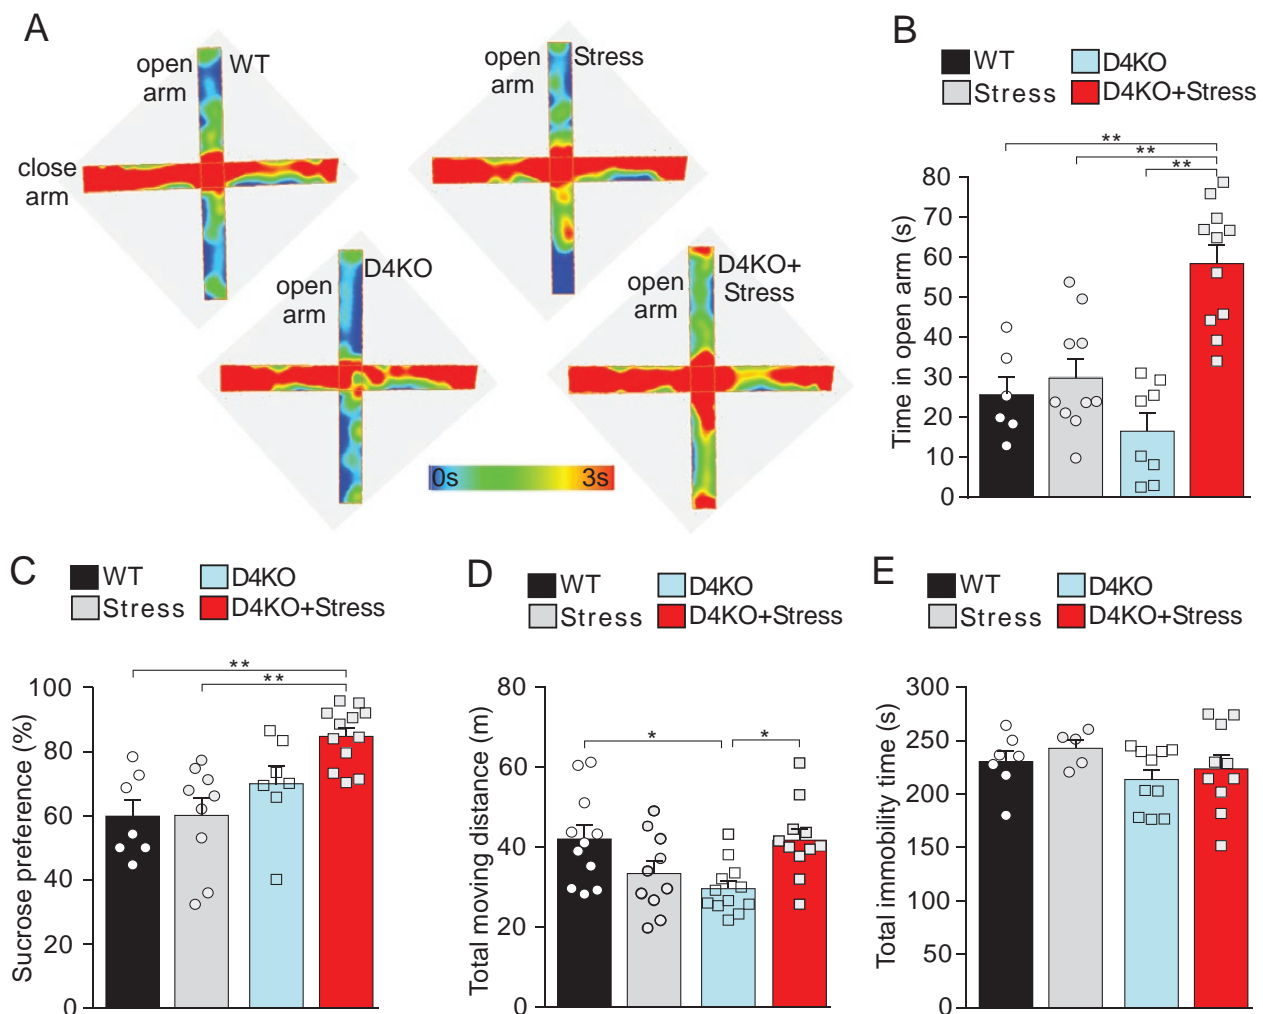 A
open
arm
WT
close
arm
open
arm
Stress
open
arm
D4KO
open
arm
D4KO+
Stress
0s
3s
B
WT
D4KO
Stress
D4KO+Stress
**
**
**
Time in open arm (s)
80
70
60
50
40
30
20
10
0
C
WT
D4KO
Stress
D4KO+Stress
**
**
Sucrose preference (%)
100
80
60
40
20
0
D
WT
D4KO
Stress
D4KO+Stress
*
*
Total moving distance (m)
80
60
40
20
0
E
WT
D4KO
Stress
D4KO+Stress
Total immobility time (s)
300
250
200
150
100
50
0